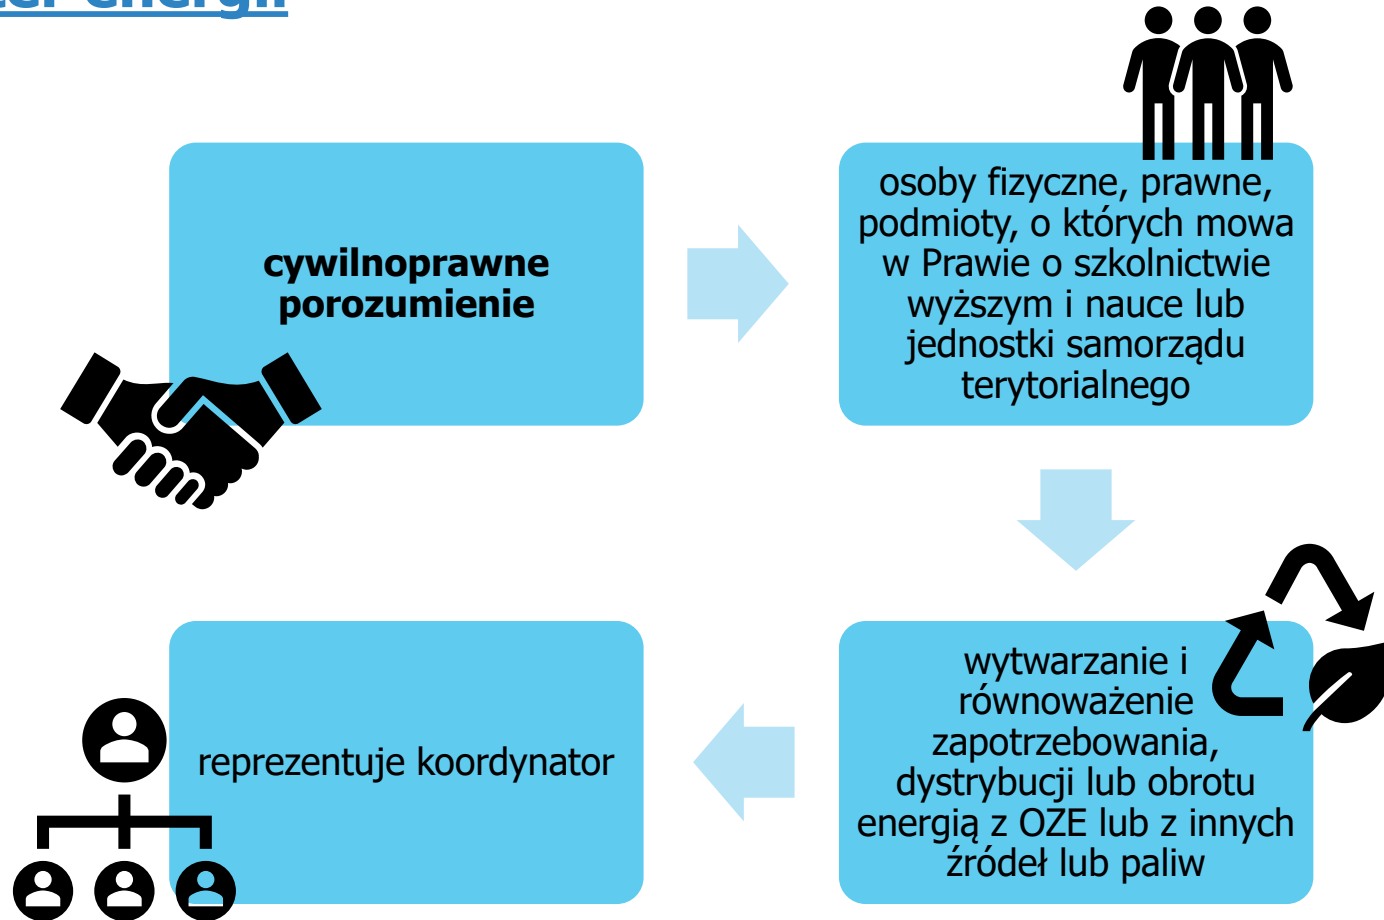 energii
cywilnoprawne
porozumienie
osoby fizyczne, prawne,
podmioty, o których mowa
w Prawie o szkolnictwie
wyższym i nauce lub
jednostki samorządu
terytorialnego
wytwarzanie i
równoważenie
zapotrzebowania,
dystrybucji lub obrotu
energią z OZE lub z innych
źródeł lub paliw
reprezentuje koordynator